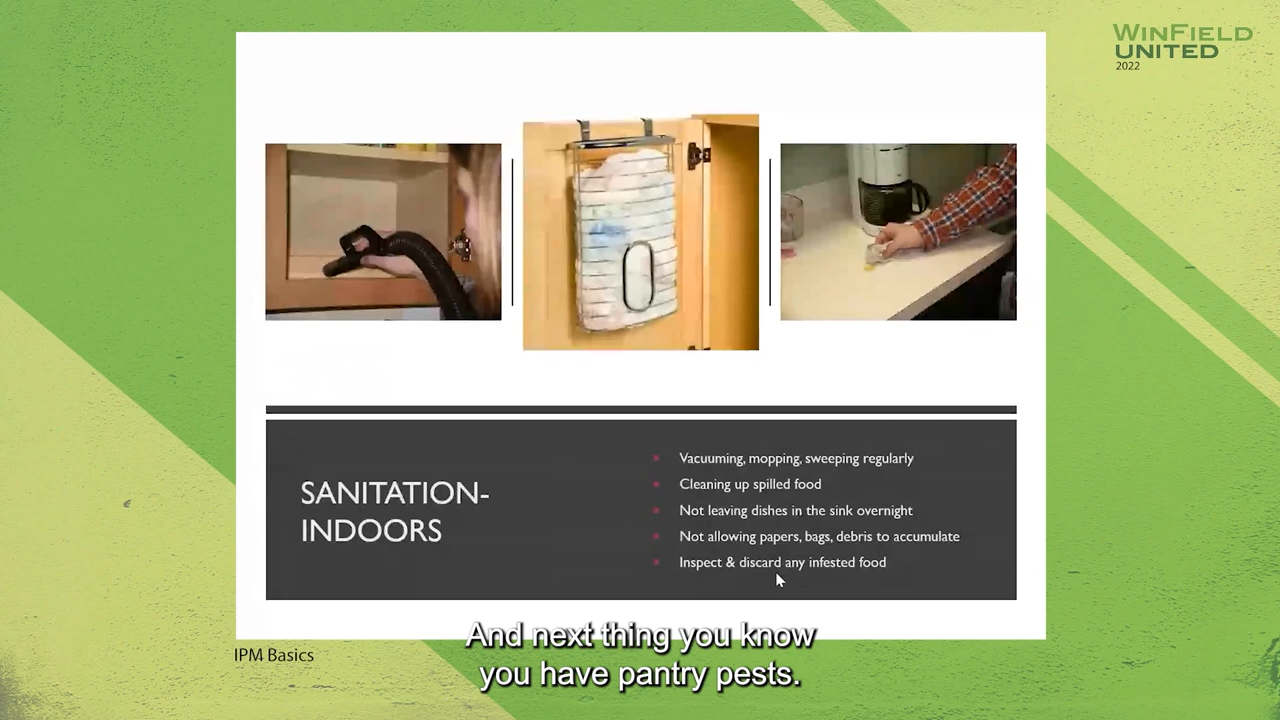 WINFIELD
UNITED
2022
SANITATION-
INDOORS
Vacuuming, mopping, sweeping regularly
Cleaning up spilled food
Not leaving dishes in the sink overnight
Not allowing papers, bags, debris to accumulate
Inspect & discard any infested food
IPM Basics
And next thing you know
you have pantry pests.